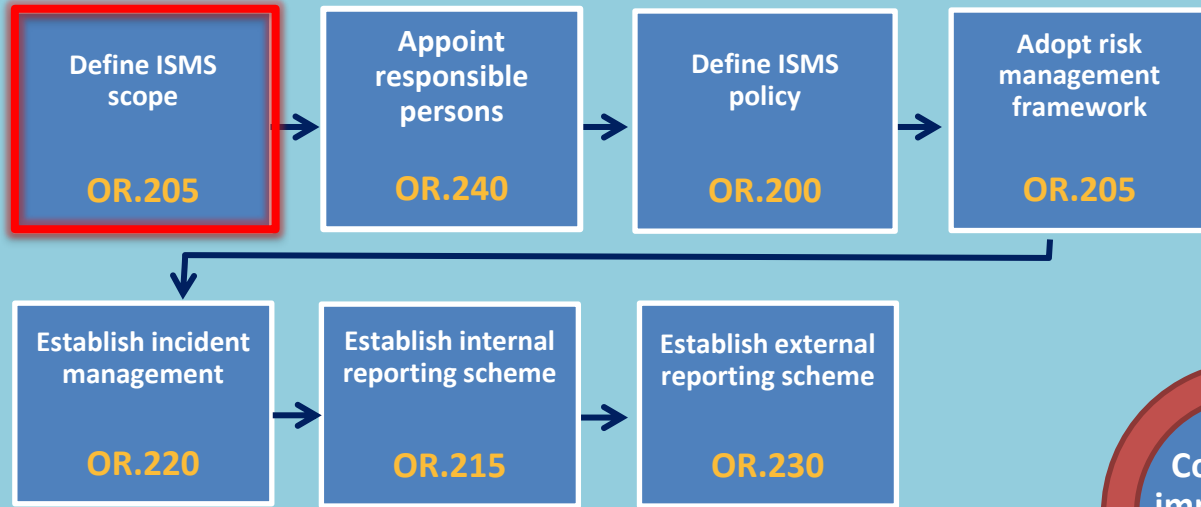 Define ISMS
scope
OR.205
Appoint
responsible
persons
OR.240
Define ISMS
policy
OR.200
Adopt risk
management
framework
OR.205
Establish incident
management
OR.220
Establish internal
reporting scheme
OR.215
Establish external
reporting scheme
OR.230